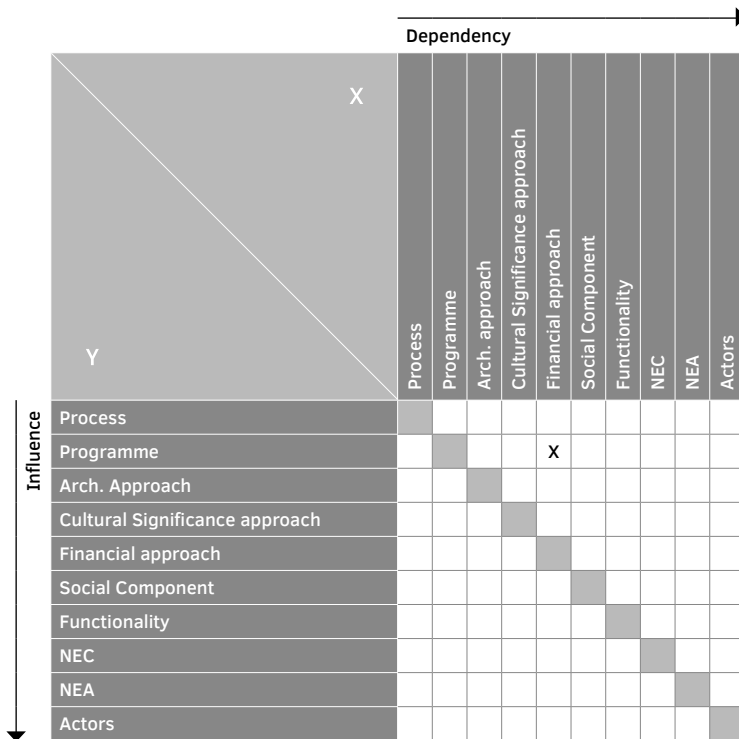 Dependency
X
Y
Process
Programme
Arch. approach
Cultural Significance approach
Financial approach
Social Component
Functionality
NEC
NEA
Actors
Influence
Process
Programme
X
Arch. Approach
Cultural Significance approach
Financial approach
Social Component
Functionality
NEC
NEA
Actors